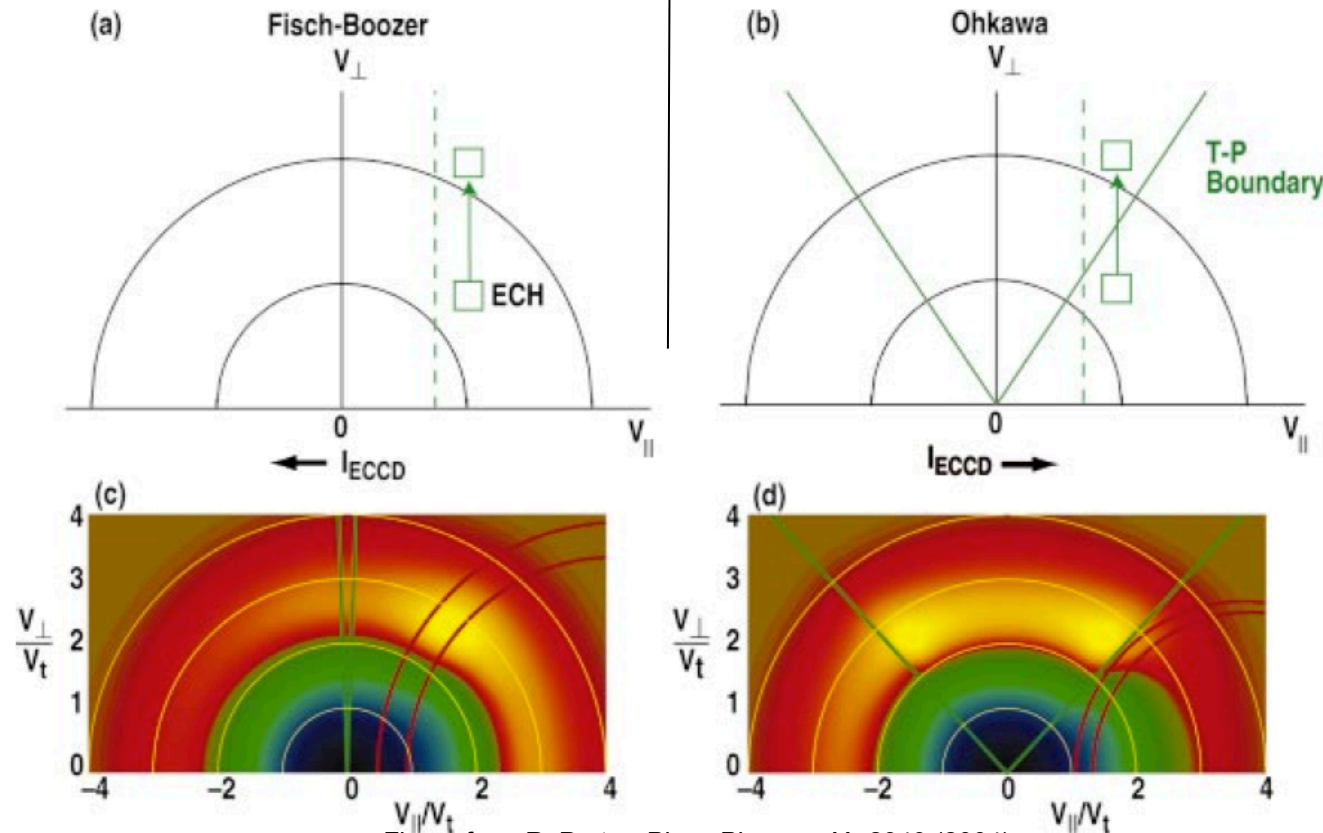 (a) Fisch-Boozer
V⊥
ECH
0
V||
← I_ECCD
(b) Ohkawa
V⊥
T-P
Boundary
0
V||
I_ECCD →
(c)
4
3
2
1
0
V⊥
Vt
−4 −2 0 2 4
V||/Vt
(d)
4
3
2
1
0
V⊥
Vt
−4 −2 0 2 4
V||/Vt